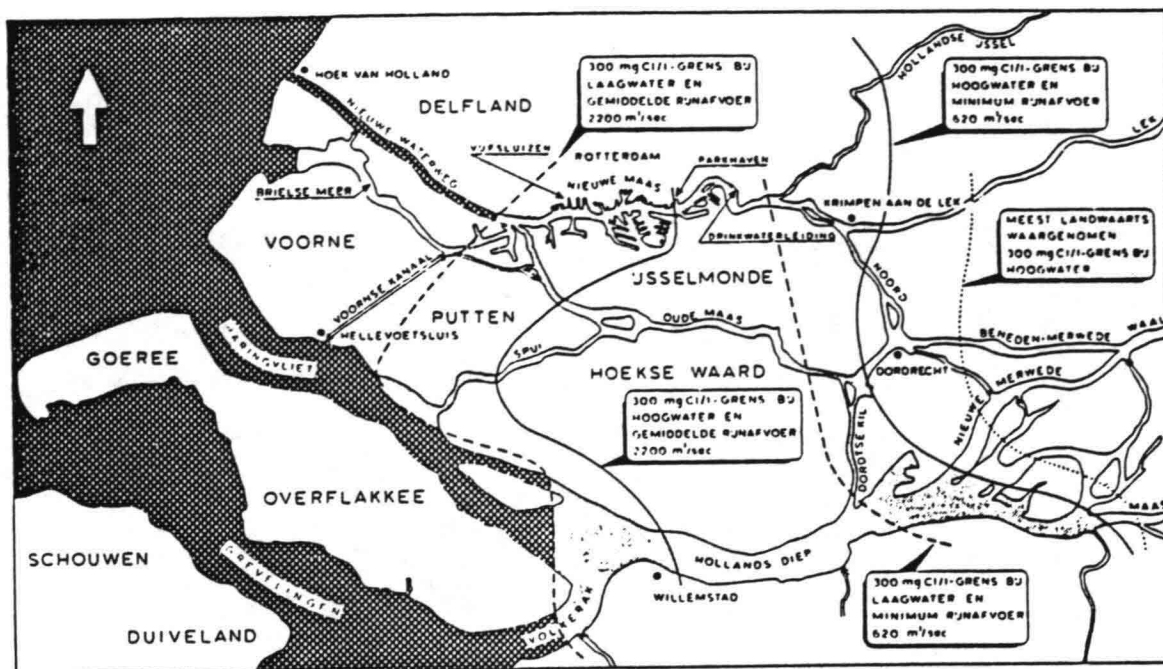 HOEK VAN HOLLAND
DELFLAND
NIEUWE WATERWEG
300 mg Cl/l-GRENS BIJ
LAAGWATER EN
GEMIDDELDE RIJNAFVOER
2200 m³/sec
HOLLANDSE IJSSEL
300 mg Cl/l-GRENS BIJ
HOOGWATER EN
MINIMUM RIJNAFVOER
620 m³/sec
LEK
VIJFSLUIZEN
ROTTERDAM
PARKHAVEN
NIEUWE MAAS
BRIELSE MEER
KRIMPEN AAN DE LEK
DRINKWATERLEIDING
MEEST LANDWAARTS
WAARGENOMEN
300 mg Cl/l-GRENS BIJ
HOOGWATER
VOORNE
VOORNSE KANAAL
IJSSELMONDE
NOORD
PUTTEN
OUDE MAAS
HELLEVOETSLUIS
BENEDEN-MERWEDE
WAAL
GOEREE
HARINGVLIET
SPUI
HOEKSE WAARD
DORDRECHT
NIEUWE MERWEDE
300 mg Cl/l-GRENS BIJ
HOOGWATER EN
GEMIDDELDE RIJNAFVOER
2200 m³/sec
DORDTSE KIL
OVERFLAKKEE
MAAS
SCHOUWEN
GREVELINGEN
HOLLANDS DIEP
WILLEMSTAD
VOLKERAK
300 mg Cl/l-GRENS BIJ
LAAGWATER EN
MINIMUM RIJNAFVOER
620 m³/sec
DUIVELAND